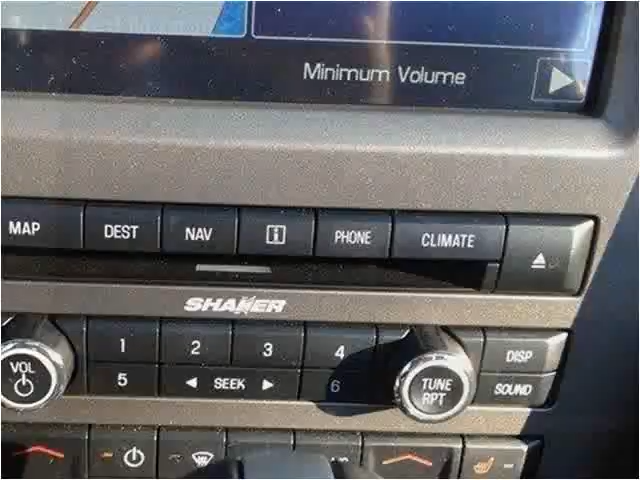 Minimum Volume
MAP DEST NAV i PHONE CLIMATE
SHAKER
VOL 1 2 3 4 DISP
5 SEEK 6 TUNE RPT SOUND